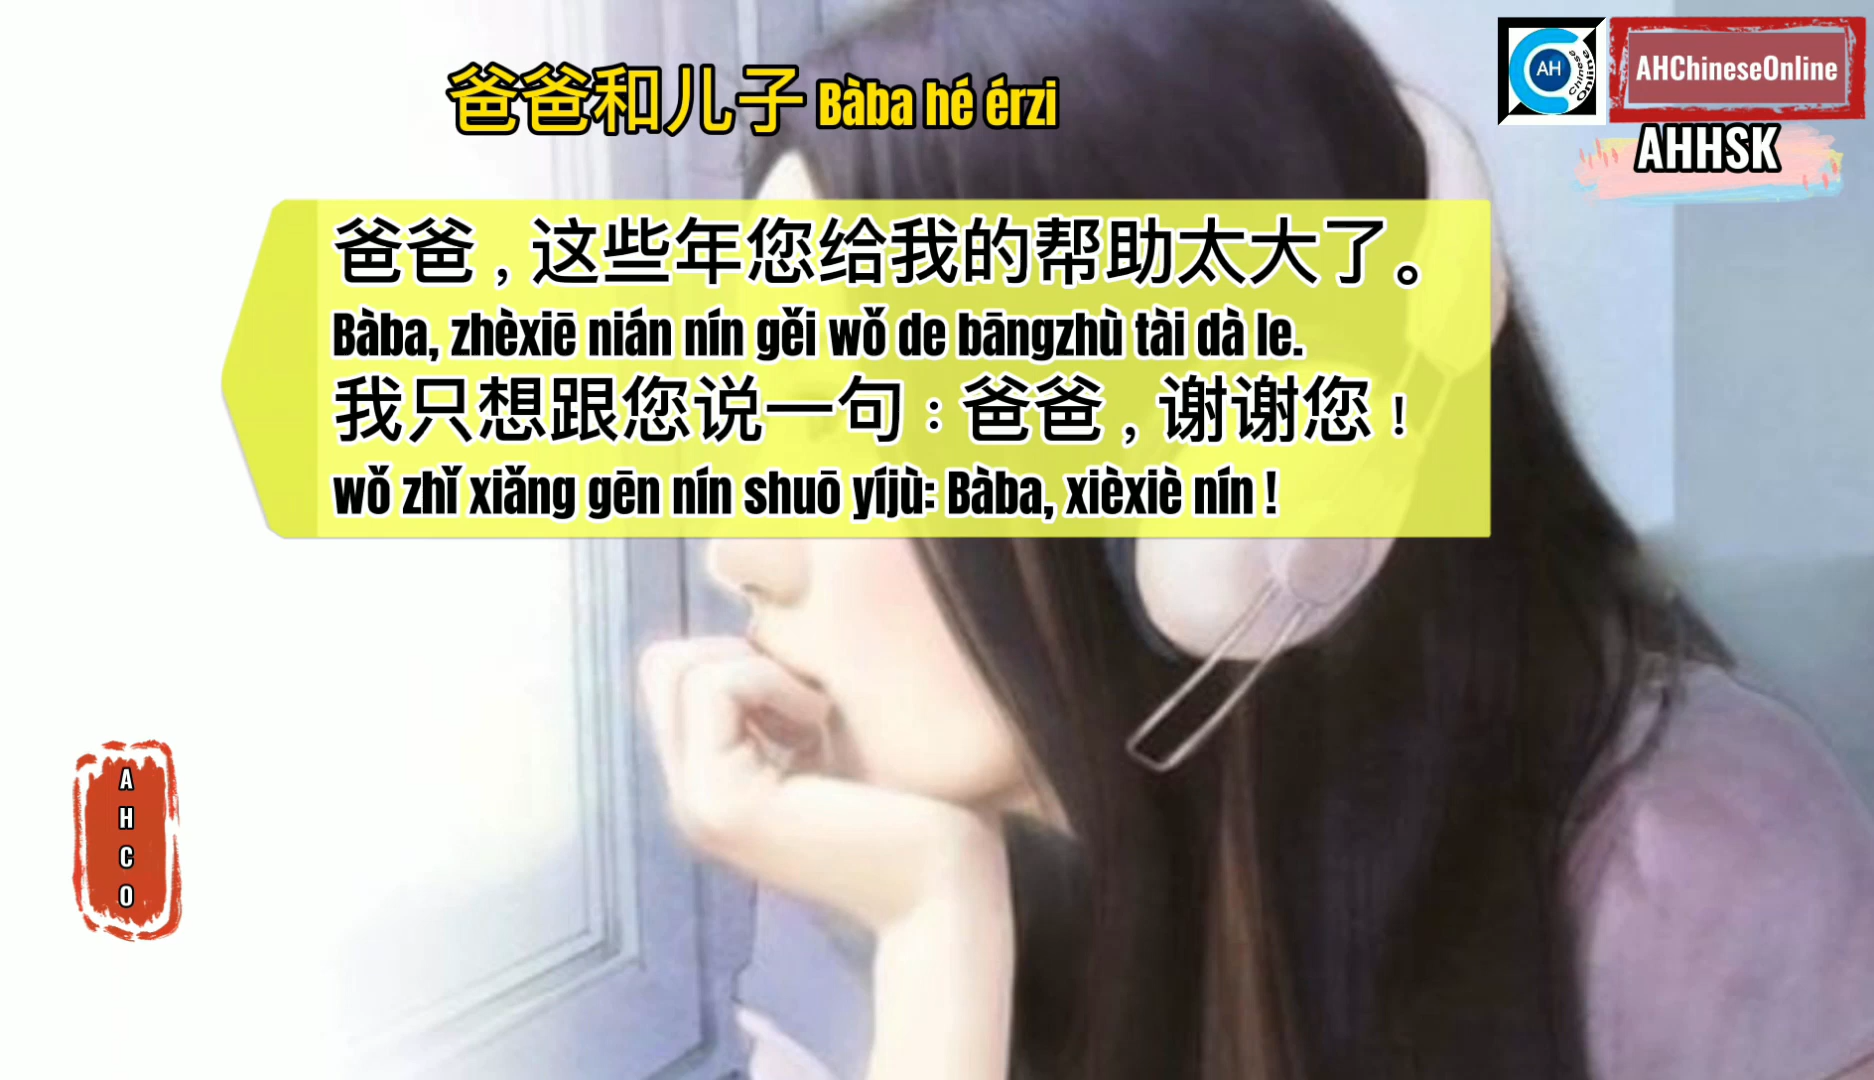 爸爸和儿子 Bàba hé érzi
AH
Chinese
Online
AHChineseOnline
AHHSK
爸爸，这些年您给我的帮助太大了。
Bàba, zhèxiē nián nín gěi wǒ de bāngzhù tài dà le.
我只想跟您说一句：爸爸，谢谢您！
wǒ zhǐ xiǎng gēn nín shuō yíjù: Bàba, xièxiè nín !
A
H
C
O